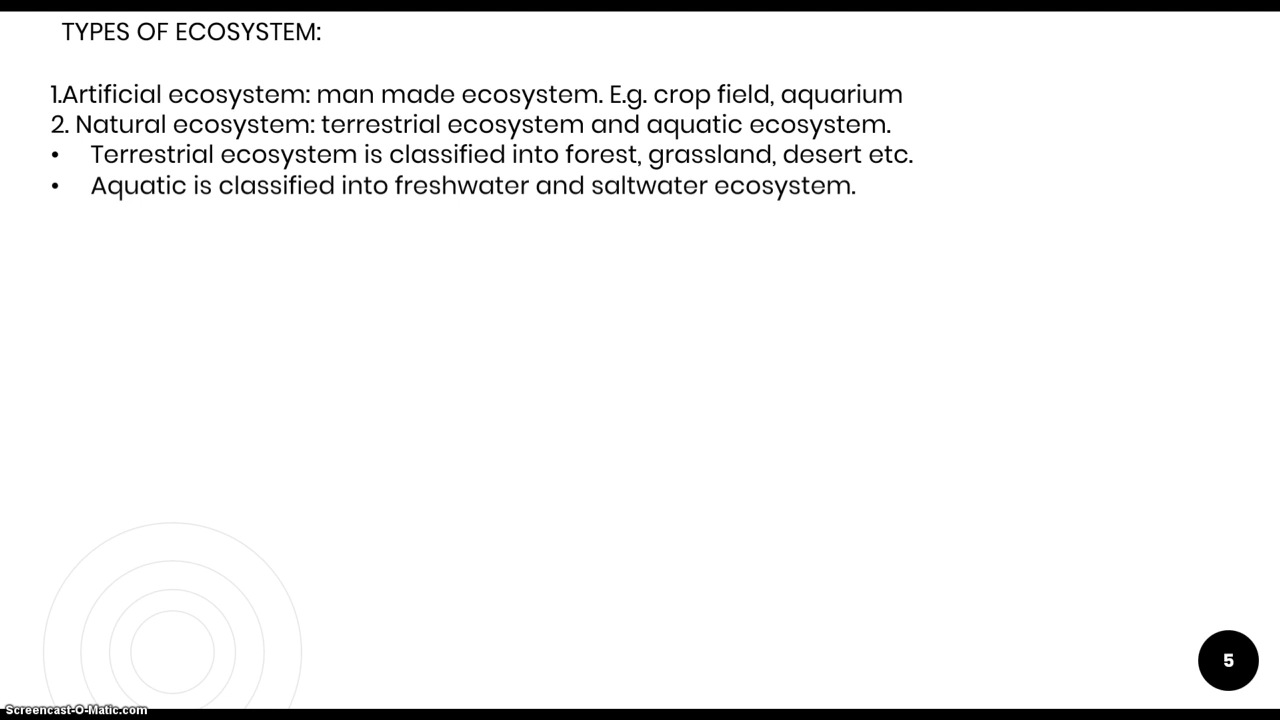 TYPES OF ECOSYSTEM:
1.Artificial ecosystem: man made ecosystem. E.g. crop field, aquarium
2. Natural ecosystem: terrestrial ecosystem and aquatic ecosystem.
• Terrestrial ecosystem is classified into forest, grassland, desert etc.
• Aquatic is classified into freshwater and saltwater ecosystem.
5
Screencast-O-Matic.com